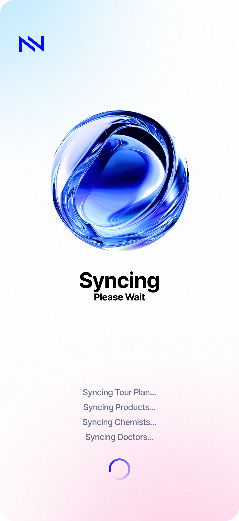 Syncing
Please Wait
Syncing Tour Plan...
Syncing Products...
Syncing Chemists...
Syncing Doctors...